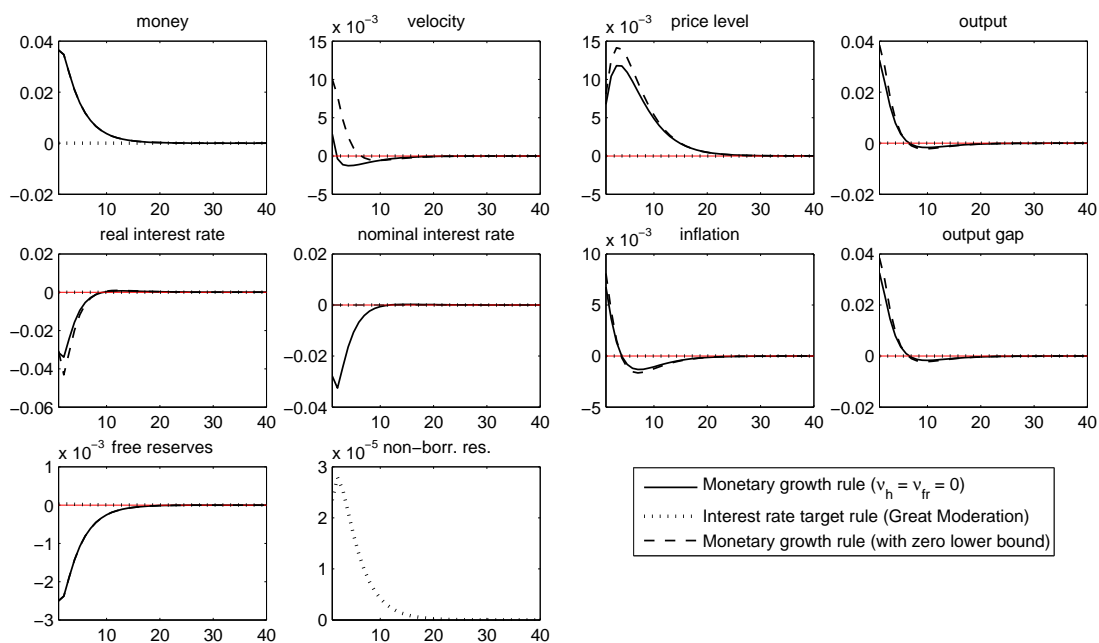 money
0.04
0.02
0
−0.02
10 20 30 40
velocity
x 10⁻³
15
10
5
0
−5
10 20 30 40
price level
x 10⁻³
15
10
5
0
−5
10 20 30 40
output
0.04
0.02
0
−0.02
10 20 30 40
real interest rate
0.02
0
−0.02
−0.04
−0.06
10 20 30 40
nominal interest rate
0.02
0
−0.02
−0.04
10 20 30 40
inflation
x 10⁻³
10
5
0
−5
10 20 30 40
output gap
0.04
0.02
0
−0.02
10 20 30 40
x 10⁻³ free reserves
1
0
−1
−2
−3
10 20 30 40
x 10⁻⁵ non−borr. res.
3
2
1
0
10 20 30 40
Monetary growth rule (ν_h = ν_fr = 0)
Interest rate target rule (Great Moderation)
Monetary growth rule (with zero lower bound)